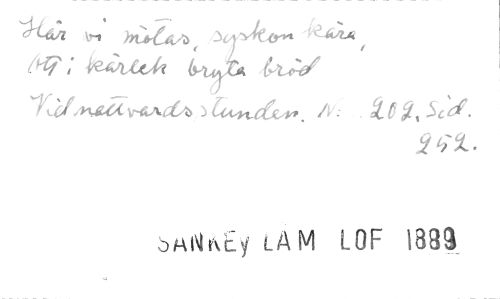 Här vi mötas, syskon kära,
Att i kärlek bryta bröd
Vid nattvardsstunden. N: 202. Sid.
252.
SANKEY LAM LOF 1889